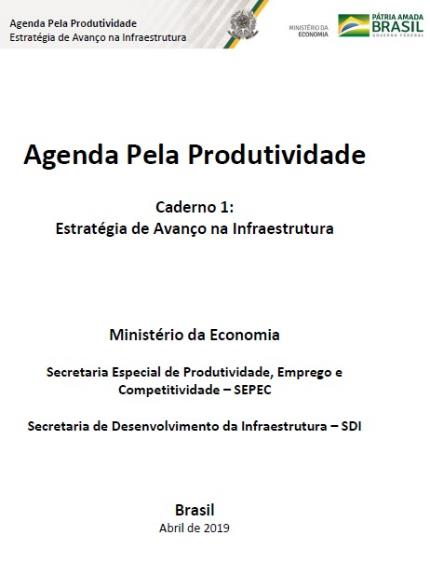 Agenda Pela Produtividade
Estratégia de Avanço na Infraestrutura
MINISTÉRIO DA
ECONOMIA
PÁTRIA AMADA
BRASIL
GOVERNO FEDERAL
Agenda Pela Produtividade
Caderno 1:
Estratégia de Avanço na Infraestrutura
Ministério da Economia
Secretaria Especial de Produtividade, Emprego e
Competitividade – SEPEC
Secretaria de Desenvolvimento da Infraestrutura – SDI
Brasil
Abril de 2019